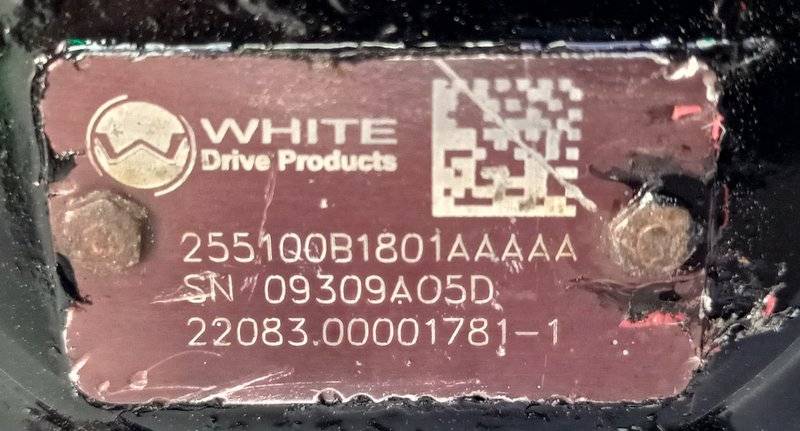 WHITE
Drive Products
255100B1801AAAAA
SN 09309A05D
22083.00001781-1